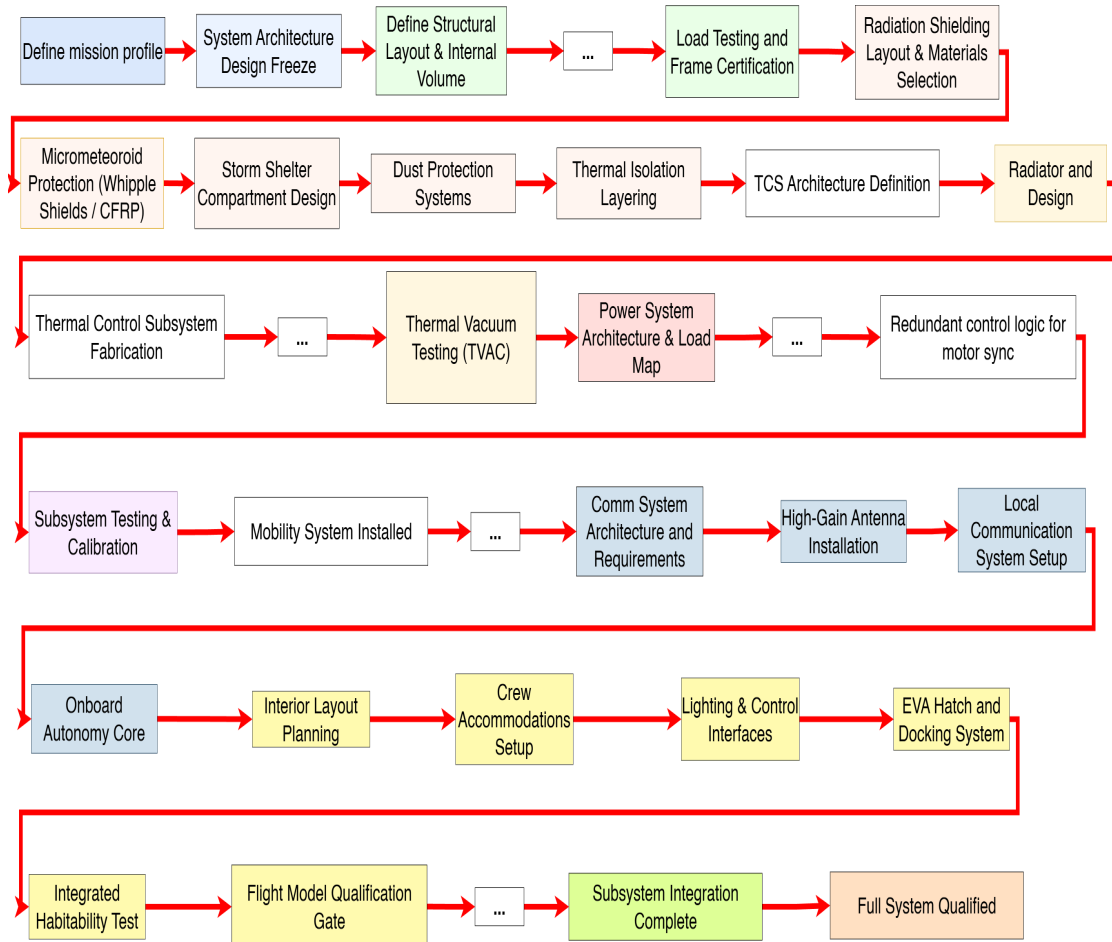 Define mission profile
System Architecture
Design Freeze
Define Structural
Layout & Internal
Volume
...
Load Testing and
Frame Certification
Radiation Shielding
Layout & Materials
Selection
Micrometeoroid
Protection (Whipple
Shields / CFRP)
Storm Shelter
Compartment Design
Dust Protection
Systems
Thermal Isolation
Layering
TCS Architecture Definition
Radiator and
Design
Thermal Control Subsystem
Fabrication
...
Thermal Vacuum
Testing (TVAC)
Power System
Architecture & Load
Map
...
Redundant control logic for
motor sync
Subsystem Testing &
Calibration
Mobility System Installed
...
Comm System
Architecture and
Requirements
High-Gain Antenna
Installation
Local
Communication
System Setup
Onboard
Autonomy Core
Interior Layout
Planning
Crew
Accommodations
Setup
Lighting & Control
Interfaces
EVA Hatch and
Docking System
Integrated
Habitability Test
Flight Model Qualification
Gate
...
Subsystem Integration
Complete
Full System Qualified